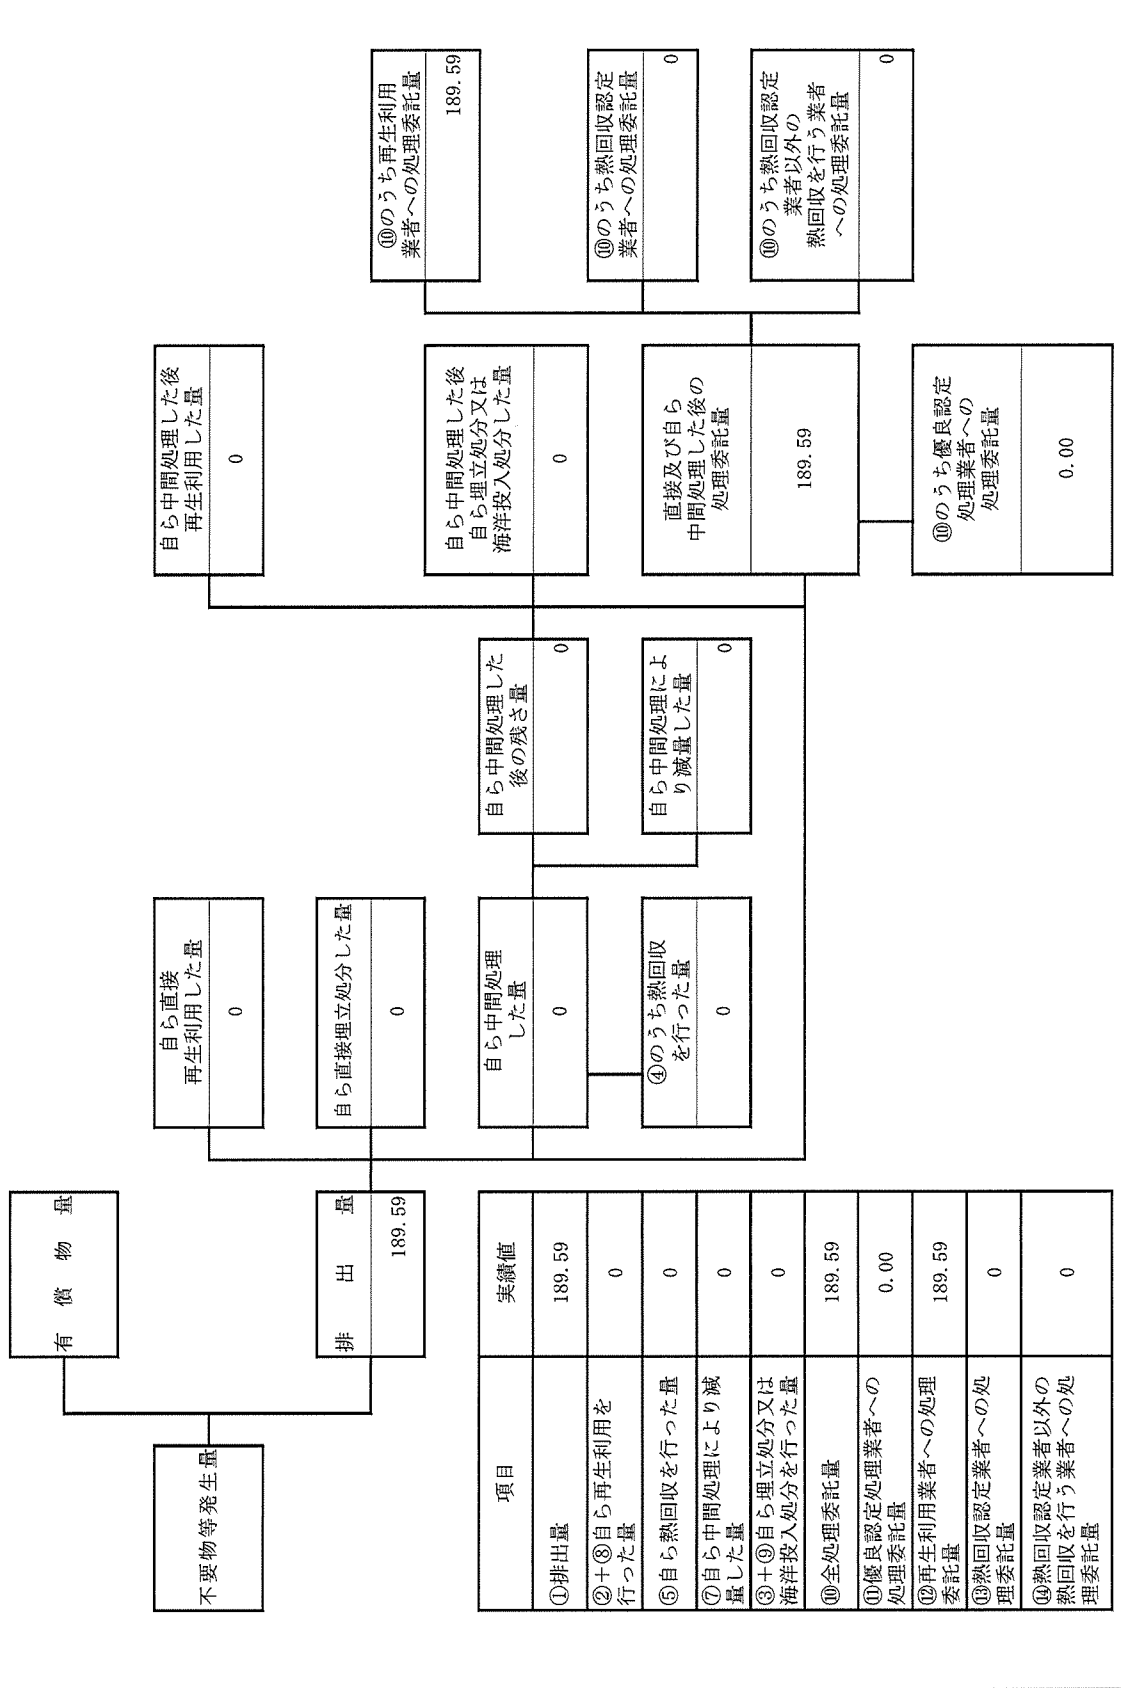 有償物量
不要物等発生量
排出量
189.59
自ら直接
再生利用した量
0
自ら直接埋立処分した量
0
自ら中間処理
した量
0
④のうち熱回収
を行った量
0
自ら中間処理した
後の残さ量
0
自ら中間処理によ
り減量した量
0
自ら中間処理した後
再生利用した量
0
自ら中間処理した後
自ら埋立処分又は
海洋投入処分した量
0
直接及び自ら
中間処理した後の
処理委託量
189.59
⑩のうち優良認定
処理業者への
処理委託量
0.00
⑩のうち再生利用
業者への処理委託量
189.59
⑩のうち熱回収認定
業者への処理委託量
0
⑩のうち熱回収認定
業者以外の
熱回収を行う業者
への処理委託量
0
項目 実績値
①排出量 189.59
②+⑧自ら再生利用を
行った量 0
⑤自ら熱回収を行った量 0
⑦自ら中間処理により減
量した量 0
③+⑨自ら埋立処分又は
海洋投入処分を行った量 0
⑩全処理委託量 189.59
⑪優良認定処理業者への
処理委託量 0.00
⑫再生利用業者への処理
委託量 189.59
⑬熱回収認定業者への処
理委託量 0
⑭熱回収認定業者以外の
熱回収を行う業者への処
理委託量 0